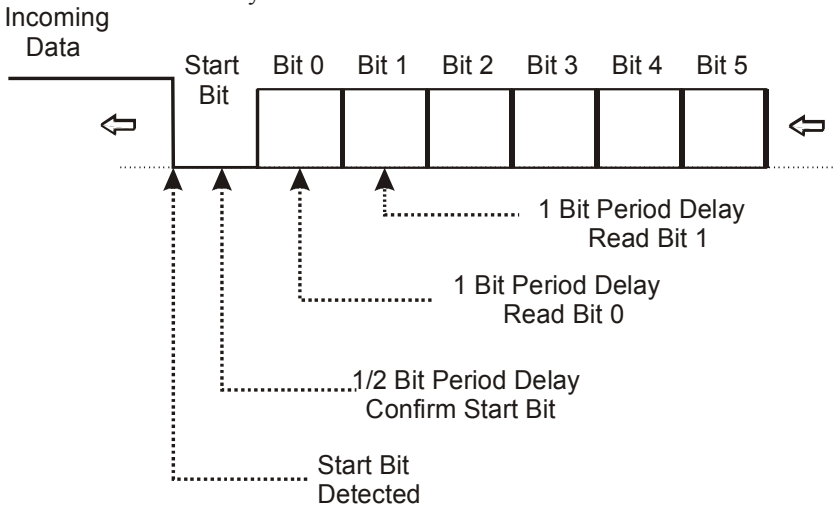 Incoming
Data
Start
Bit
Bit 0 Bit 1 Bit 2 Bit 3 Bit 4 Bit 5
1 Bit Period Delay
Read Bit 1
1 Bit Period Delay
Read Bit 0
1/2 Bit Period Delay
Confirm Start Bit
Start Bit
Detected